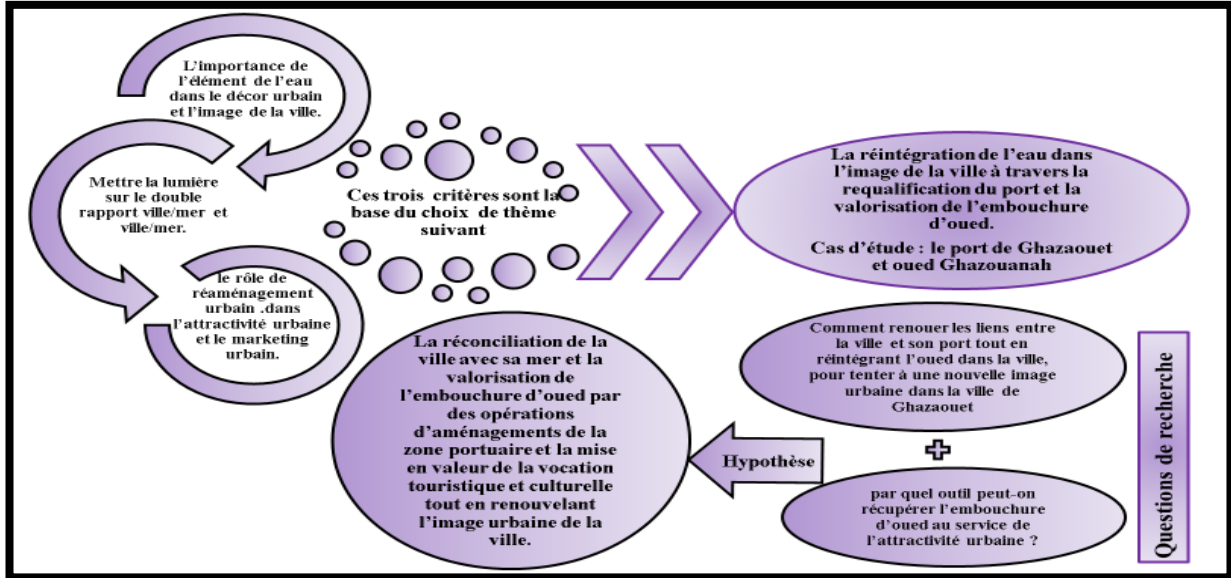 L'importance de
l'élément de l'eau
dans le décor urbain
et l'image de la ville.
Mettre la lumière
sur le double
rapport ville/mer et
ville/mer.
le rôle de
réaménagement
urbain .dans
l'attractivité urbaine
et le marketing
urbain.
Ces trois critères sont la
base du choix de thème
suivant
La réintégration de l'eau dans
l'image de la ville à travers la
requalification du port et la
valorisation de l'embouchure
d'oued.
Cas d'étude : le port de Ghazaouet
et oued Ghazouanah
Questions de recherche
Comment renouer les liens entre
la ville et son port tout en
réintégrant l'oued dans la ville,
pour tenter à une nouvelle image
urbaine dans la ville de
Ghazaouet
+
par quel outil peut-on
récupérer l'embouchure
d'oued au service de
l'attractivité urbaine ?
Hypothèse
La réconciliation de la
ville avec sa mer et la
valorisation de
l'embouchure d'oued par
des opérations
d'aménagements de la
zone portuaire et la mise
en valeur de la vocation
touristique et culturelle
tout en renouvelant
l'image urbaine de la
ville.